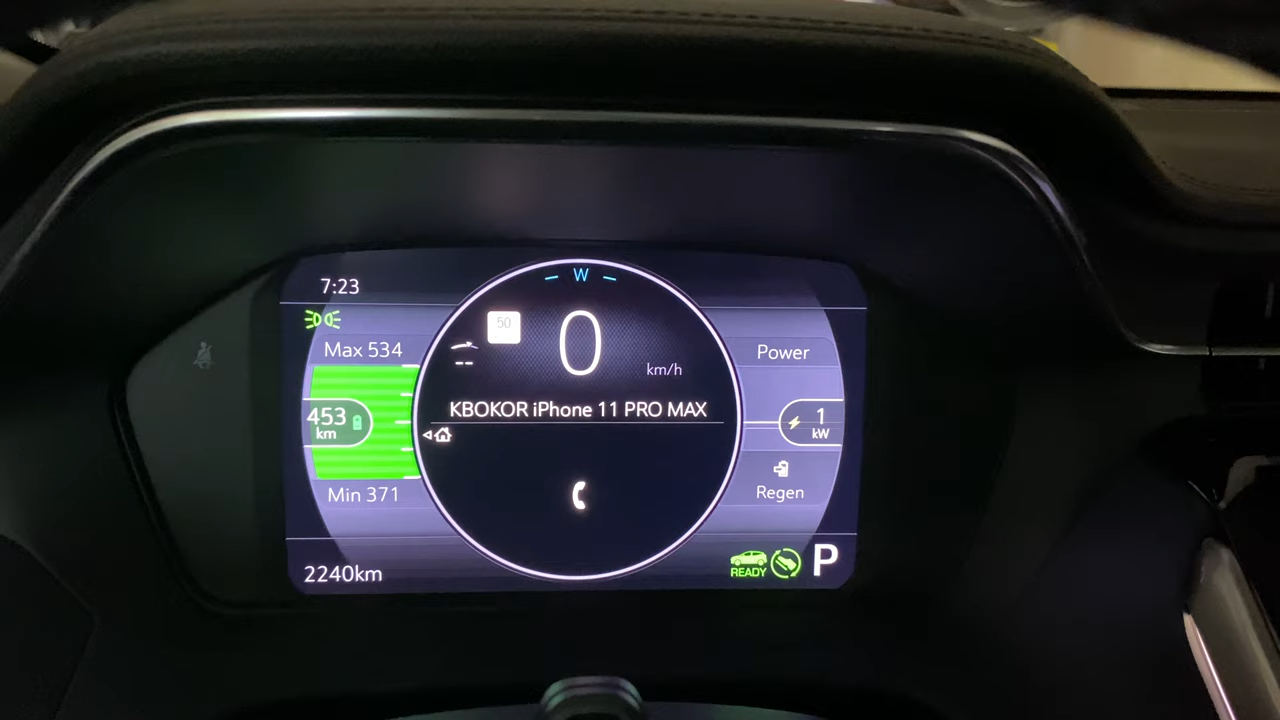 W
7:23
50
0
km/h
Max 534
Power
KBOKOR iPhone 11 PRO MAX
453
km
1
kW
Min 371
Regen
READY
P
2240km